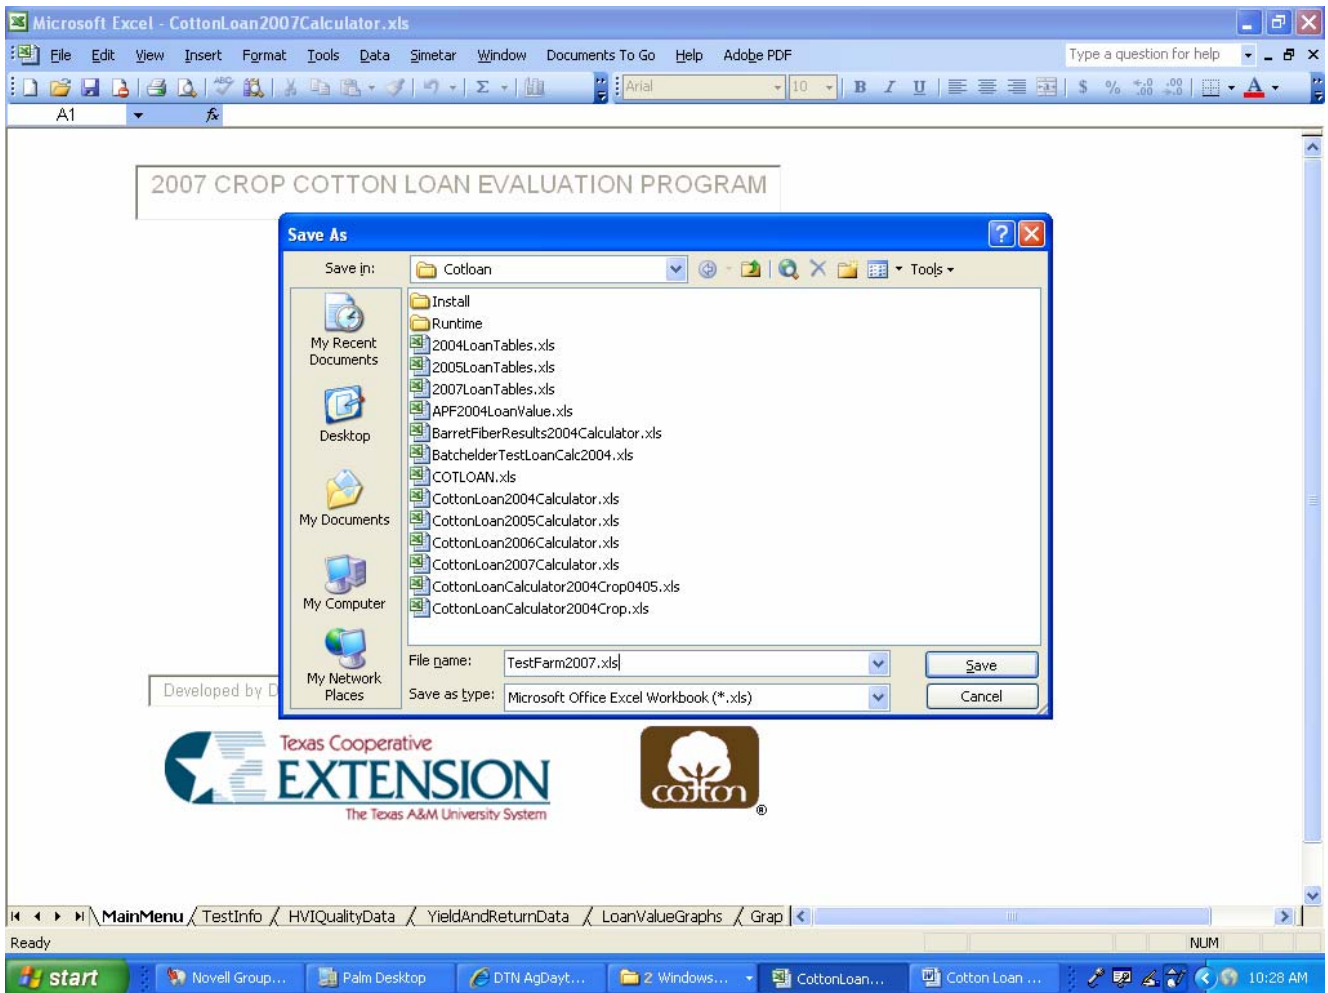 Microsoft Excel - CottonLoan2007Calculator.xls
File Edit View Insert Format Tools Data Simetar Window Documents To Go Help Adobe PDF Type a question for help
Arial 10 B I U $ %
A1 fx
2007 CROP COTTON LOAN EVALUATION PROGRAM
Save As
Save in: Cotloan Tools
Install
Runtime
2004LoanTables.xls
2005LoanTables.xls
2007LoanTables.xls
APF2004LoanValue.xls
BarretFiberResults2004Calculator.xls
BatchelderTestLoanCalc2004.xls
COTLOAN.xls
CottonLoan2004Calculator.xls
CottonLoan2005Calculator.xls
CottonLoan2006Calculator.xls
CottonLoan2007Calculator.xls
CottonLoanCalculator2004Crop0405.xls
CottonLoanCalculator2004Crop.xls
My Recent
Documents
Desktop
My Documents
My Computer
My Network
Places
File name: TestFarm2007.xls Save
Save as type: Microsoft Office Excel Workbook (*.xls) Cancel
Developed by D
Texas Cooperative
EXTENSION
The Texas A&M University System
cotton
®
MainMenu TestInfo HVIQualityData YieldAndReturnData LoanValueGraphs Grap
Ready NUM
start Novell Group... Palm Desktop DTN AgDayt... 2 Windows... CottonLoan... Cotton Loan ... 10:28 AM